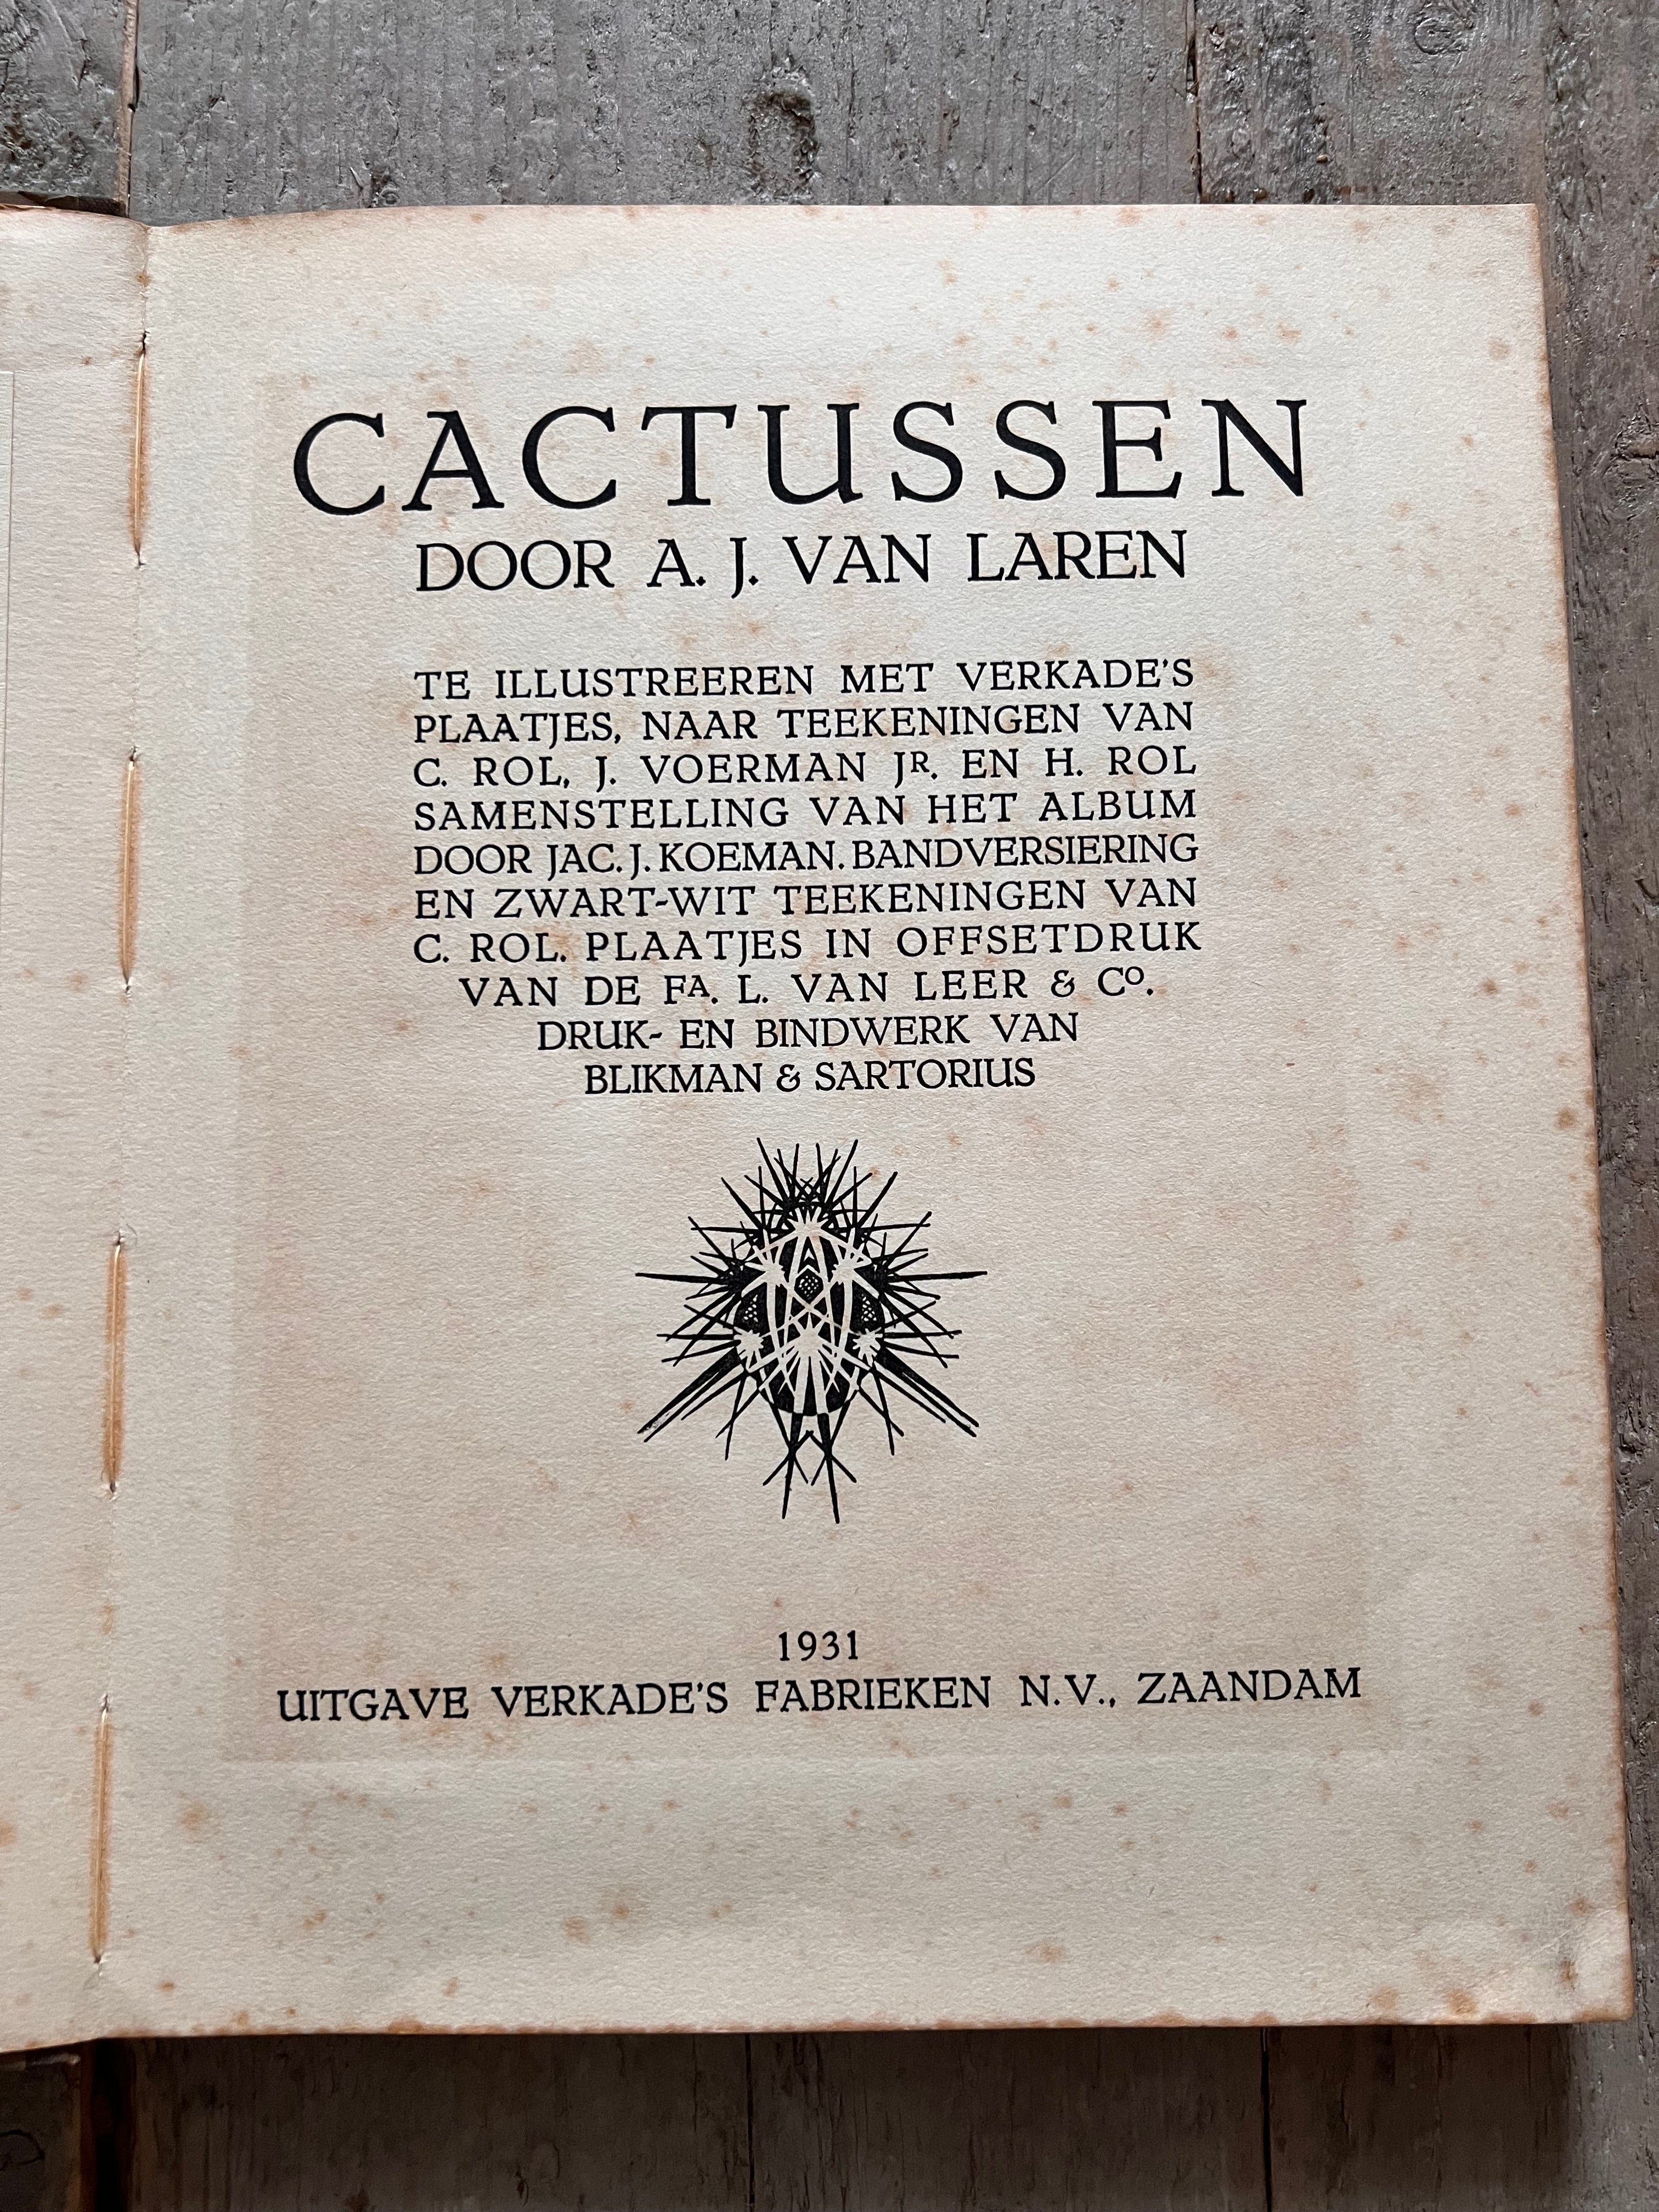 CACTUSSEN
DOOR A. J. VAN LAREN
TE ILLUSTREEREN MET VERKADE'S
PLAATJES, NAAR TEEKENINGEN VAN
C. ROL, J. VOERMAN JR. EN H. ROL
SAMENSTELLING VAN HET ALBUM
DOOR JAC. J. KOEMAN. BANDVERSIERING
EN ZWART-WIT TEEKENINGEN VAN
C. ROL. PLAATJES IN OFFSETDRUK
VAN DE FA. L. VAN LEER & CO.
DRUK- EN BINDWERK VAN
BLIKMAN & SARTORIUS
1931
UITGAVE VERKADE'S FABRIEKEN N.V., ZAANDAM